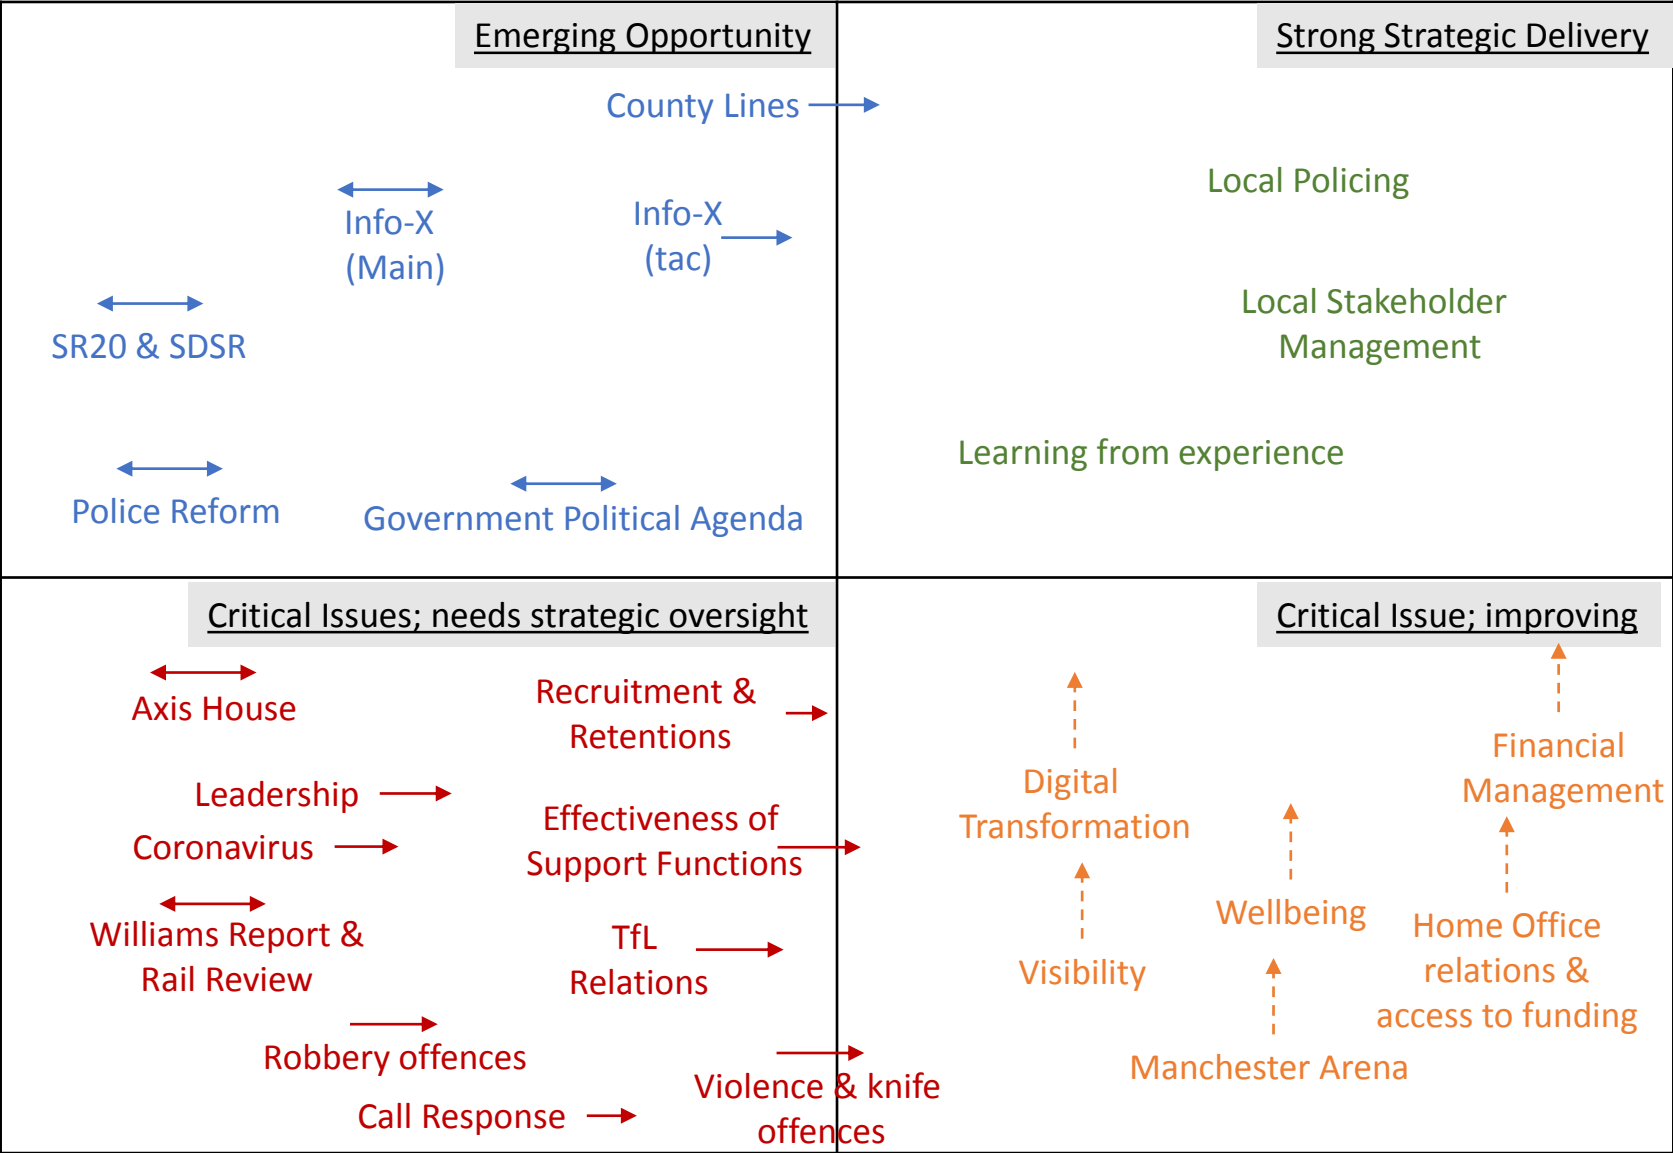 Emerging Opportunity
County Lines
Info-X
(Main)
Info-X
(tac)
SR20 & SDSR
Police Reform
Government Political Agenda
Strong Strategic Delivery
Local Policing
Local Stakeholder
Management
Learning from experience
Critical Issues; needs strategic oversight
Axis House
Recruitment &
Retentions
Leadership
Coronavirus
Effectiveness of
Support Functions
Williams Report &
Rail Review
TfL
Relations
Robbery offences
Call Response
Violence & knife
offences
Critical Issue; improving
Digital
Transformation
Financial
Management
Visibility
Wellbeing
Home Office
relations &
access to funding
Manchester Arena